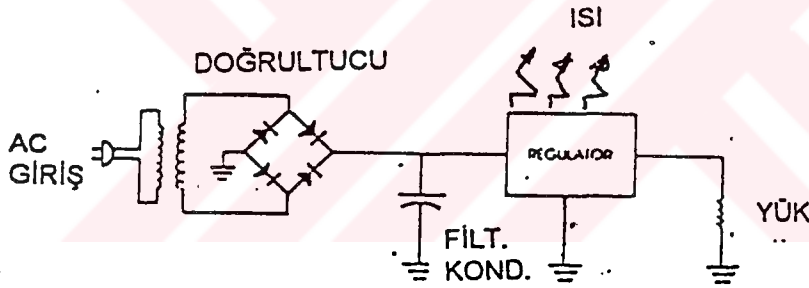 ISI
DOĞRULTUCU
AC
GİRİŞ
REGULATOR
YÜK
FİLT.
KOND.